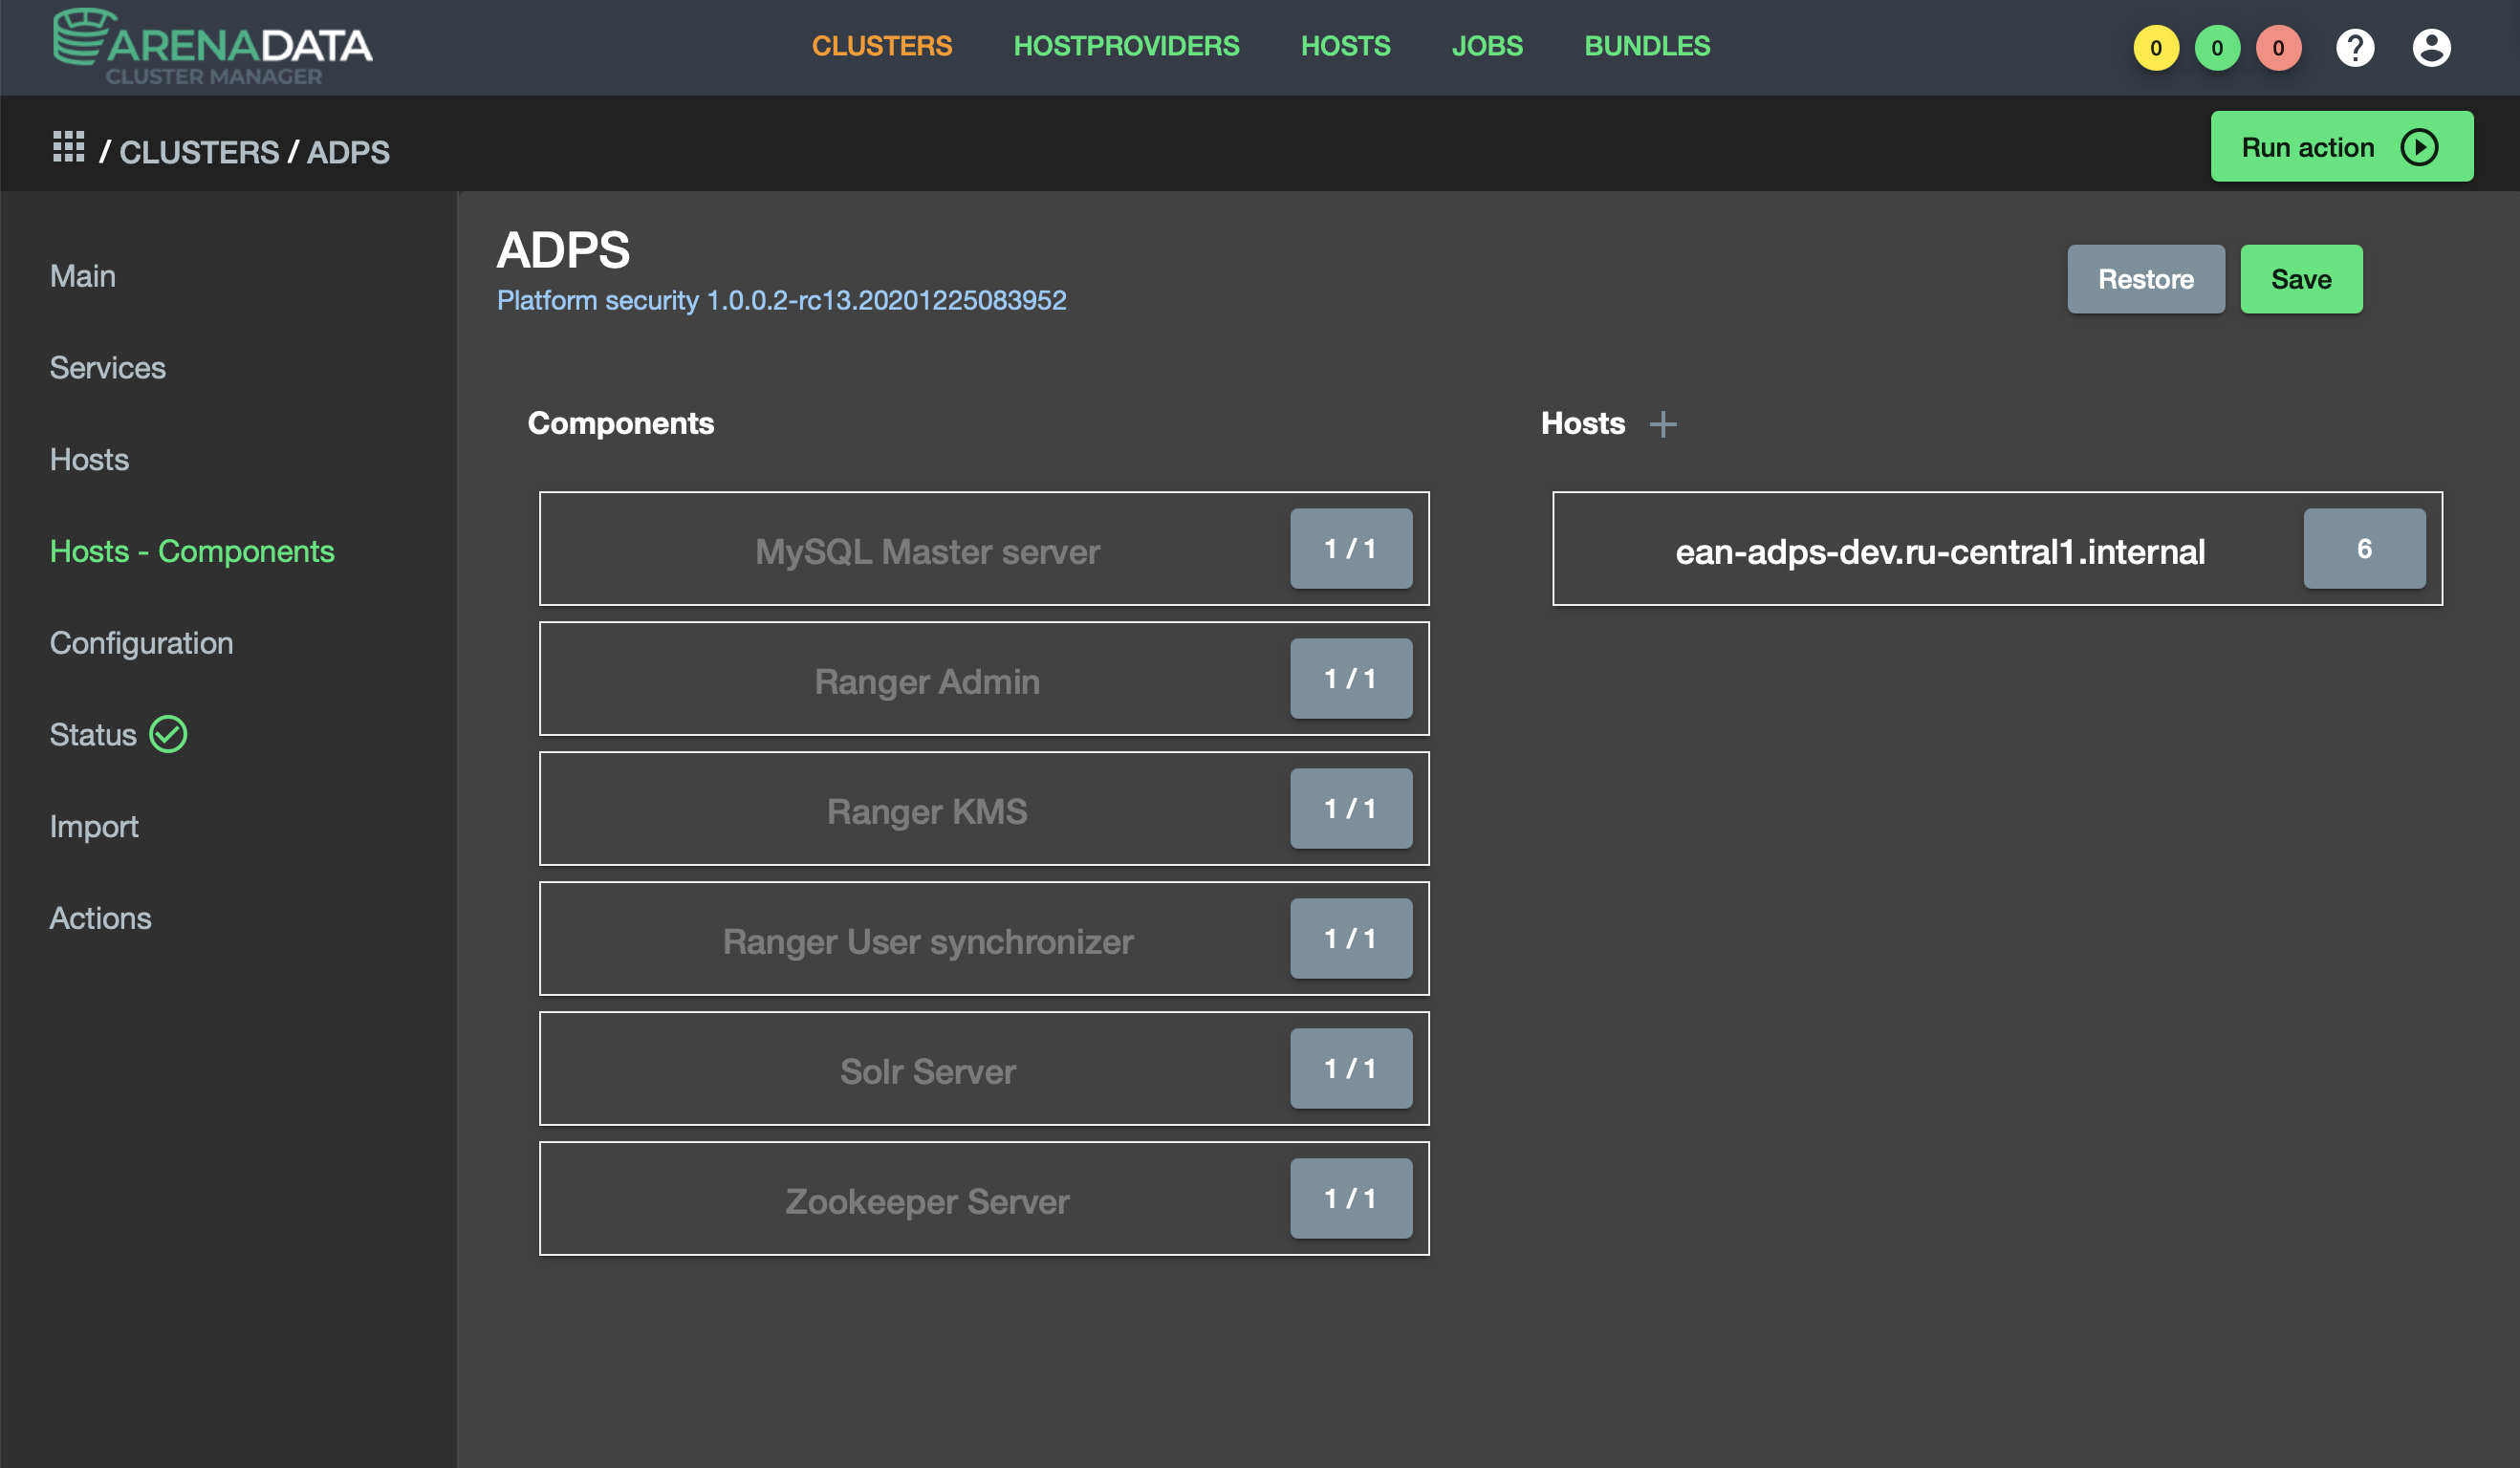 ARENADATA
CLUSTER MANAGER
CLUSTERS HOSTPROVIDERS HOSTS JOBS BUNDLES
0 0 0 ?
/ CLUSTERS / ADPS
Run action
Main
Services
Hosts
Hosts - Components
Configuration
Status
Import
Actions
ADPS
Platform security 1.0.0.2-rc13.20201225083952
Restore Save
Components
MySQL Master server 1 / 1
Ranger Admin 1 / 1
Ranger KMS 1 / 1
Ranger User synchronizer 1 / 1
Solr Server 1 / 1
Zookeeper Server 1 / 1
Hosts +
ean-adps-dev.ru-central1.internal 6